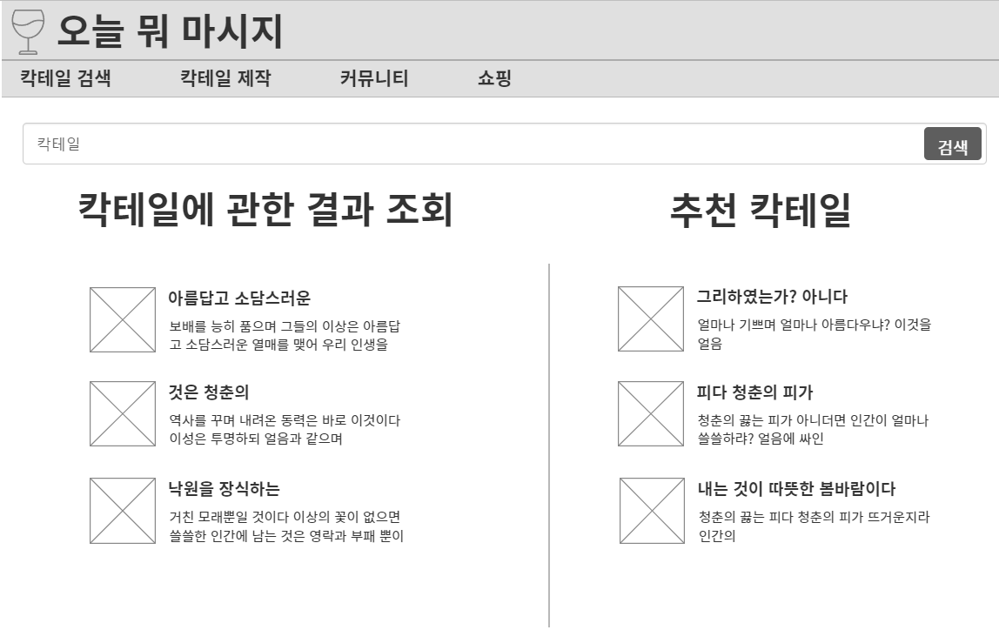 오늘 뭐 마시지
칵테일 검색 칵테일 제작 커뮤니티 쇼핑
칵테일 검색
칵테일에 관한 결과 조회
아름답고 소담스러운
보배를 능히 품으며 그들의 이상은 아름답
고 소담스러운 열매를 맺어 우리 인생을
것은 청춘의
역사를 꾸며 내려온 동력은 바로 이것이다
이성은 투명하되 얼음과 같으며
낙원을 장식하는
거친 모래뿐일 것이다 이상의 꽃이 없으면
쓸쓸한 인간에 남는 것은 영락과 부패 뿐이
추천 칵테일
그리하였는가? 아니다
얼마나 기쁘며 얼마나 아름다우냐? 이것을
얼음
피다 청춘의 피가
청춘의 끓는 피가 아니더면 인간이 얼마나
쓸쓸하랴? 얼음에 싸인
내는 것이 따뜻한 봄바람이다
청춘의 끓는 피다 청춘의 피가 뜨거운지라
인간의